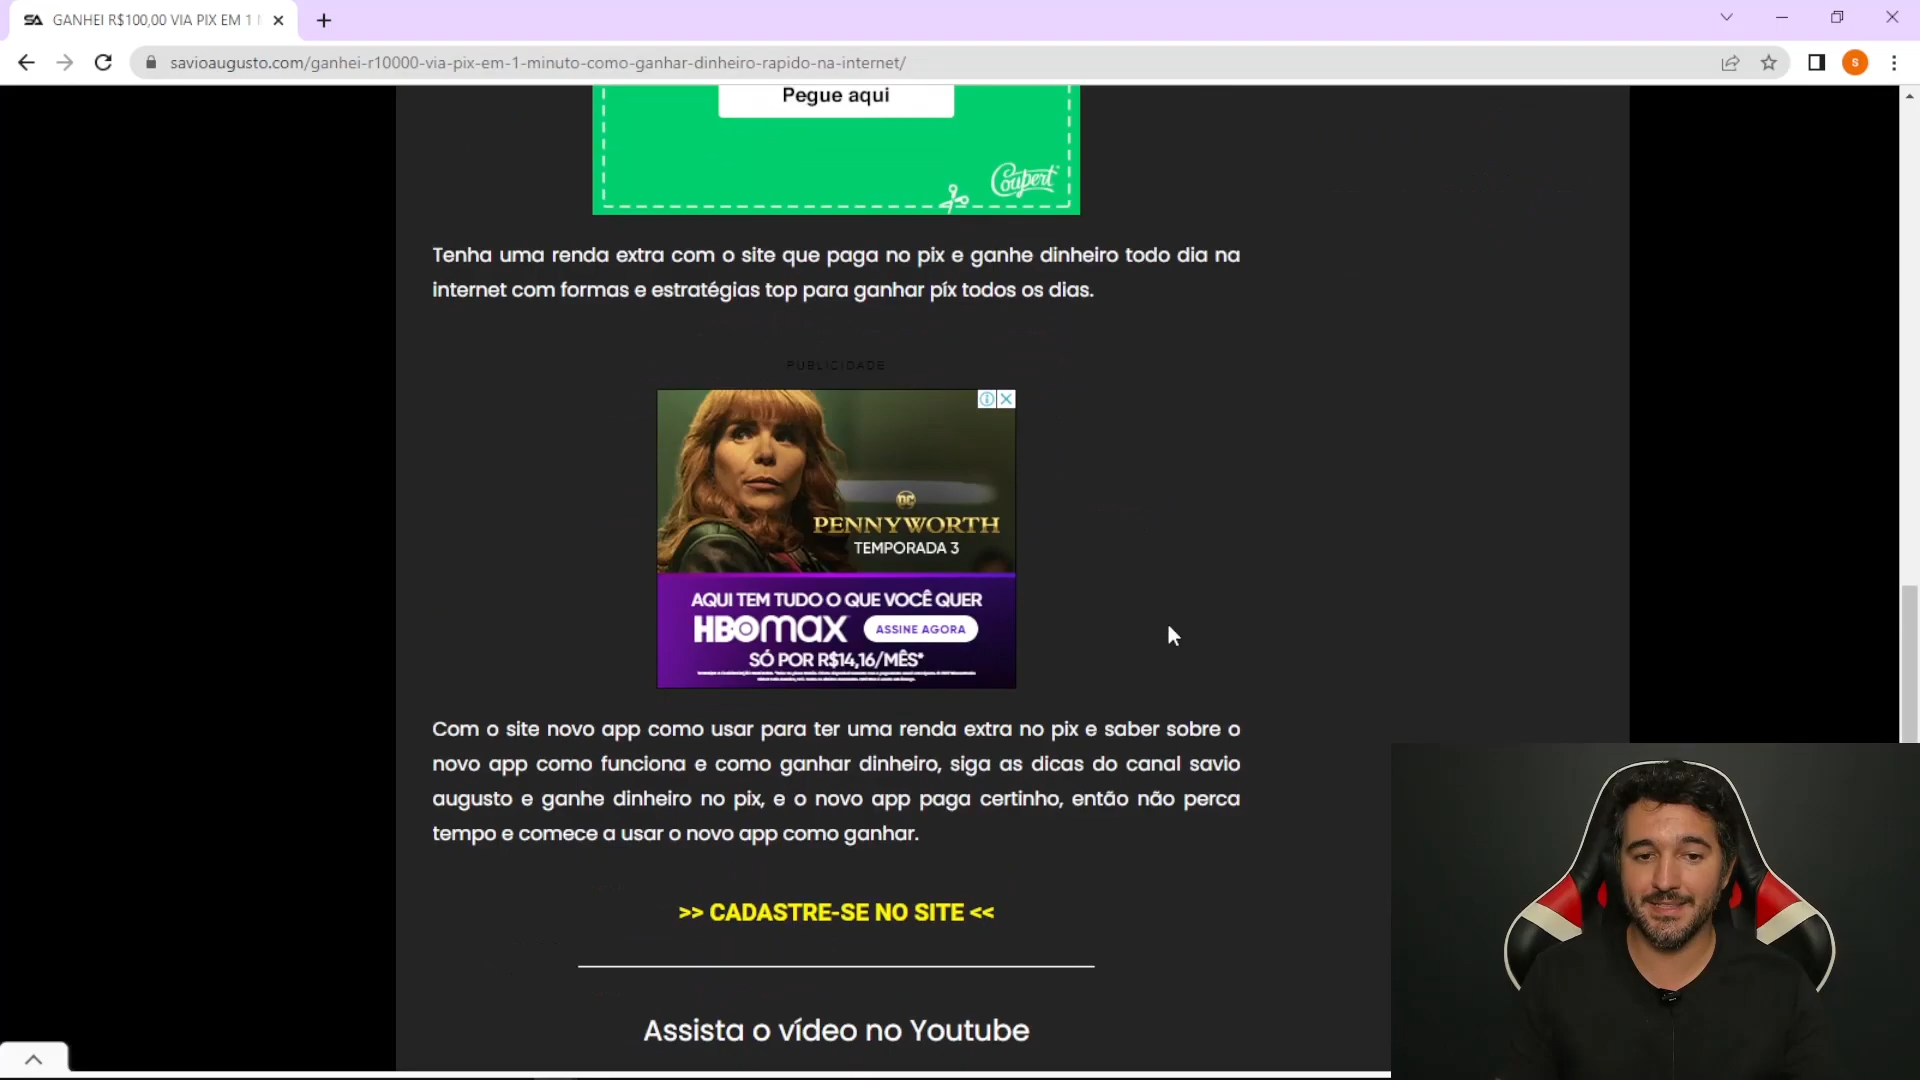 SA GANHEI R$100,00 VIA PIX EM 1
savioaugusto.com/ganhei-r10000-via-pix-em-1-minuto-como-ganhar-dinheiro-rapido-na-internet/
S
Pegue aqui
Coupert
Tenha uma renda extra com o site que paga no pix e ganhe dinheiro todo dia na
internet com formas e estratégias top para ganhar píx todos os dias.
PUBLICIDADE
DC
PENNYWORTH
TEMPORADA 3
AQUI TEM TUDO O QUE VOCÊ QUER
HBOmax ASSINE AGORA
SÓ POR R$14,16/MÊS*
Com o site novo app como usar para ter uma renda extra no pix e saber sobre o
novo app como funciona e como ganhar dinheiro, siga as dicas do canal savio
augusto e ganhe dinheiro no pix, e o novo app paga certinho, então não perca
tempo e comece a usar o novo app como ganhar.
>> CADASTRE-SE NO SITE <<
Assista o vídeo no Youtube